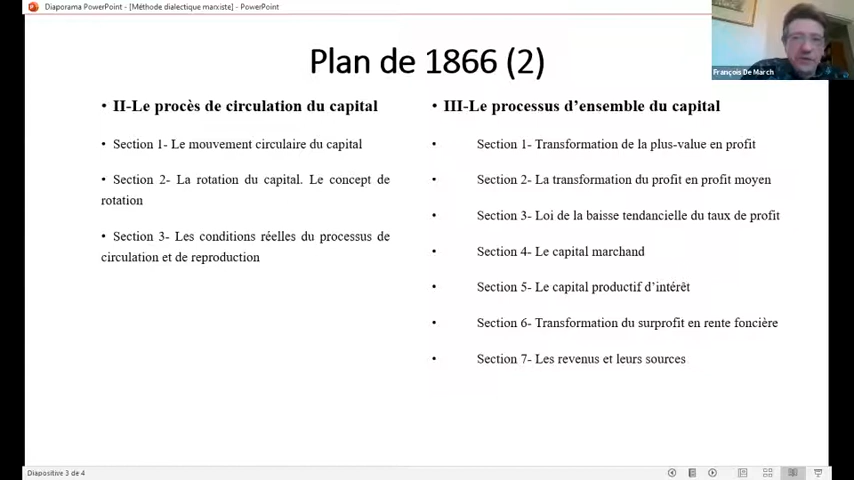 Diaporama PowerPoint - [Méthode dialectique marxiste] - PowerPoint
Plan de 1866 (2)
François De March
• II-Le procès de circulation du capital
• Section 1- Le mouvement circulaire du capital
• Section 2- La rotation du capital. Le concept de
rotation
• Section 3- Les conditions réelles du processus de
circulation et de reproduction
• III-Le processus d'ensemble du capital
• Section 1- Transformation de la plus-value en profit
• Section 2- La transformation du profit en profit moyen
• Section 3- Loi de la baisse tendancielle du taux de profit
• Section 4- Le capital marchand
• Section 5- Le capital productif d'intérêt
• Section 6- Transformation du surprofit en rente foncière
• Section 7- Les revenus et leurs sources
Diapositive 3 de 4